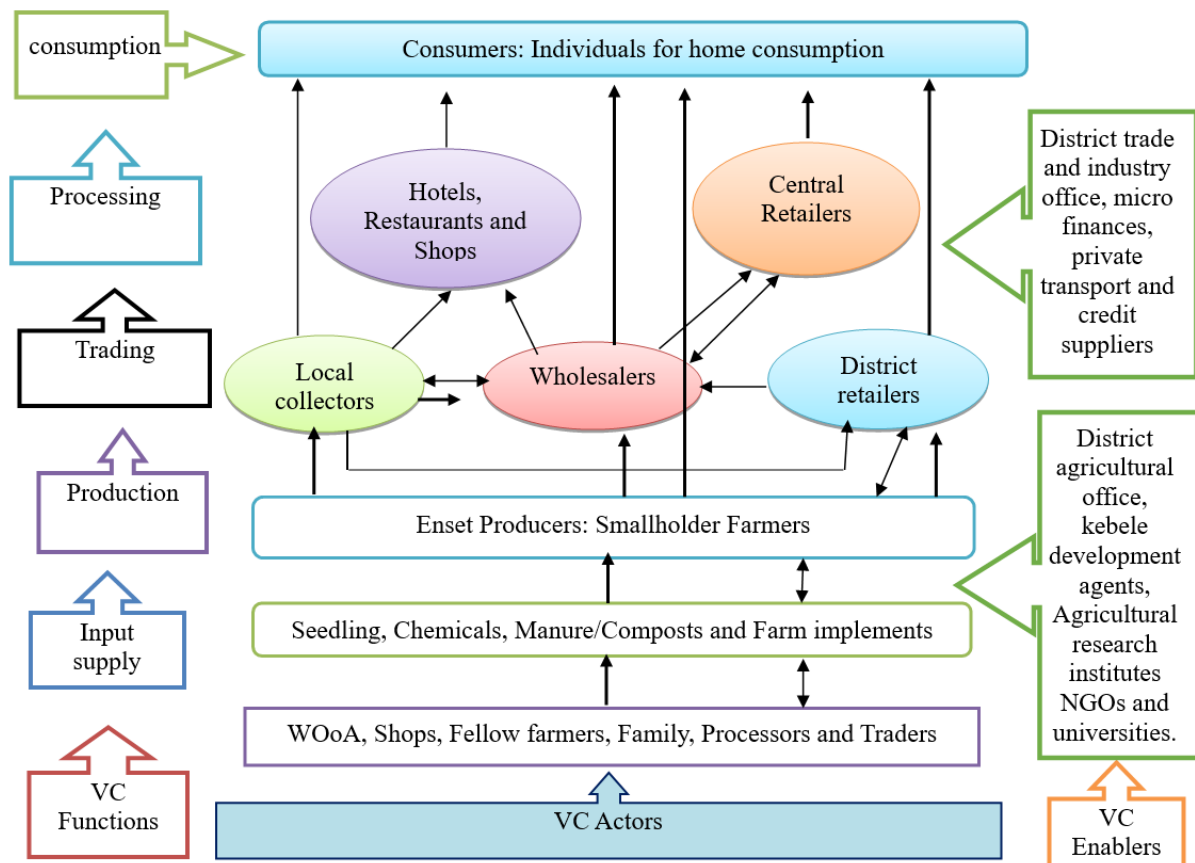 consumption
Consumers: Individuals for home consumption
Processing
Hotels,
Restaurants and
Shops
Central
Retailers
District trade
and industry
office, micro
finances,
private
transport and
credit
suppliers
Trading
Local
collectors
Wholesalers
District
retailers
Production
Enset Producers: Smallholder Farmers
District
agricultural
office,
kebele
development
agents,
Agricultural
research
institutes
NGOs and
universities.
Input
supply
Seedling, Chemicals, Manure/Composts and Farm implements
WOoA, Shops, Fellow farmers, Family, Processors and Traders
VC
Functions
VC Actors
VC
Enablers